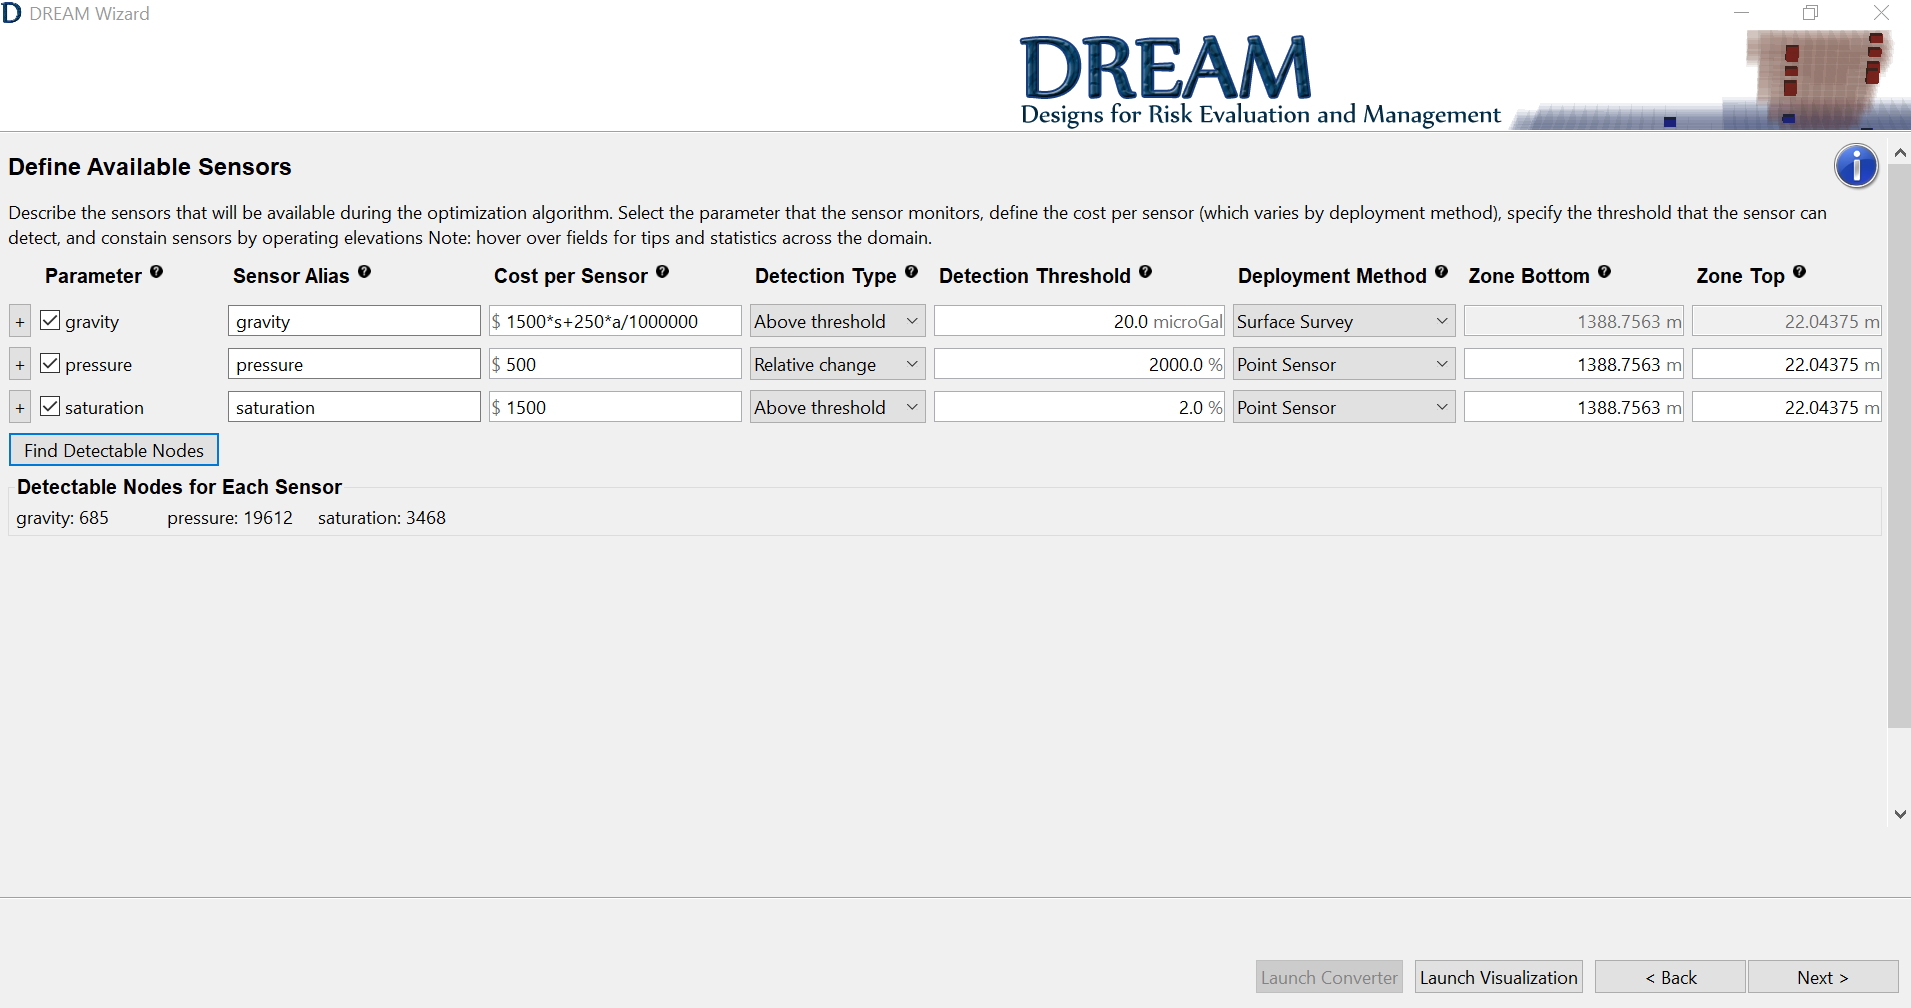 DREAM Wizard
DREAM
Designs for Risk Evaluation and Management
Define Available Sensors
Describe the sensors that will be available during the optimization algorithm. Select the parameter that the sensor monitors, define the cost per sensor (which varies by deployment method), specify the threshold that the sensor can
detect, and constain sensors by operating elevations Note: hover over fields for tips and statistics across the domain.
Parameter ? Sensor Alias ? Cost per Sensor ? Detection Type ? Detection Threshold ? Deployment Method ? Zone Bottom ? Zone Top ?
+ gravity gravity $ 1500*s+250*a/1000000 Above threshold 20.0 microGal Surface Survey 1388.7563 m 22.04375 m
+ pressure pressure $ 500 Relative change 2000.0 % Point Sensor 1388.7563 m 22.04375 m
+ saturation saturation $ 1500 Above threshold 2.0 % Point Sensor 1388.7563 m 22.04375 m
Find Detectable Nodes
Detectable Nodes for Each Sensor
gravity: 685 pressure: 19612 saturation: 3468
Launch Converter Launch Visualization < Back Next >